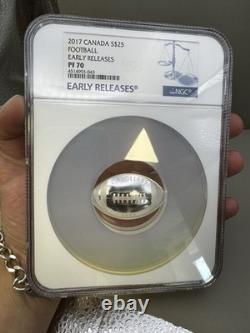 2017 CANADA S$25
FOOTBALL
EARLY RELEASES
PF 70
EARLY RELEASES®
NGC®